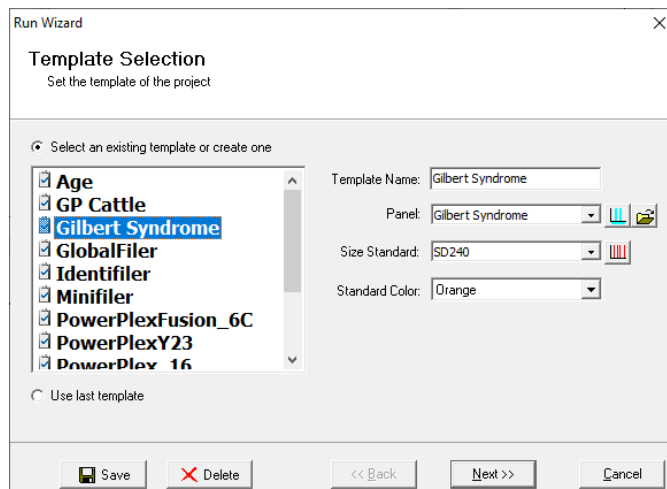 Run Wizard
Template Selection
Set the template of the project
Select an existing template or create one
Age
GP Cattle
Gilbert Syndrome
GlobalFiler
Identifiler
Minifiler
PowerPlexFusion_6C
PowerPlexY23
PowerPlex_16
Template Name: Gilbert Syndrome
Panel: Gilbert Syndrome
Size Standard: SD240
Standard Color: Orange
Use last template
Save Delete << Back Next >> Cancel